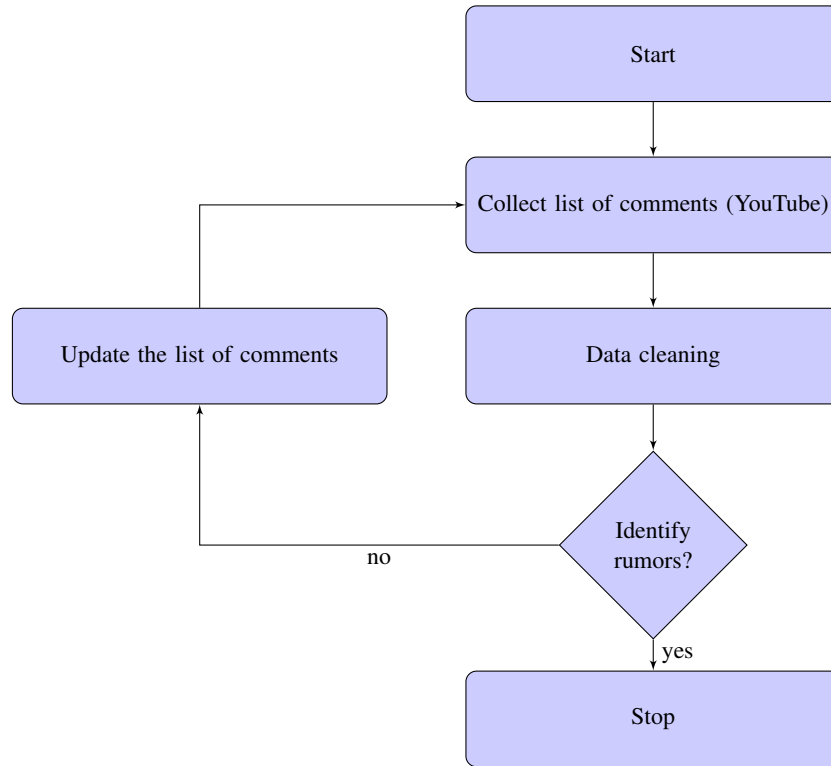 Start
Collect list of comments (YouTube)
Update the list of comments
Data cleaning
Identify
rumors?
no
yes
Stop